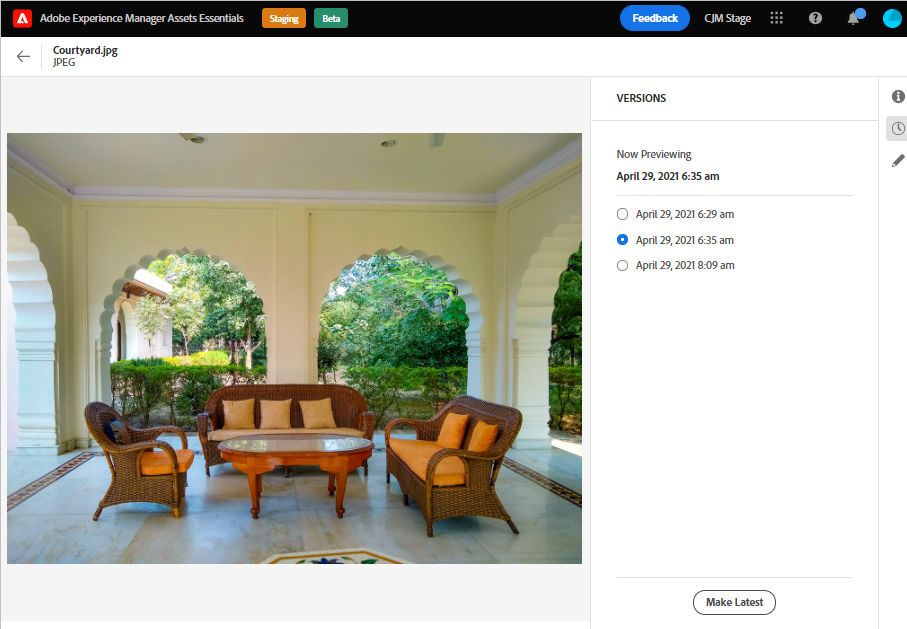 Adobe Experience Manager Assets Essentials Staging Beta Feedback CJM Stage
Courtyard.jpg
JPEG
VERSIONS
Now Previewing
April 29, 2021 6:35 am
April 29, 2021 6:29 am
April 29, 2021 6:35 am
April 29, 2021 8:09 am
Make Latest